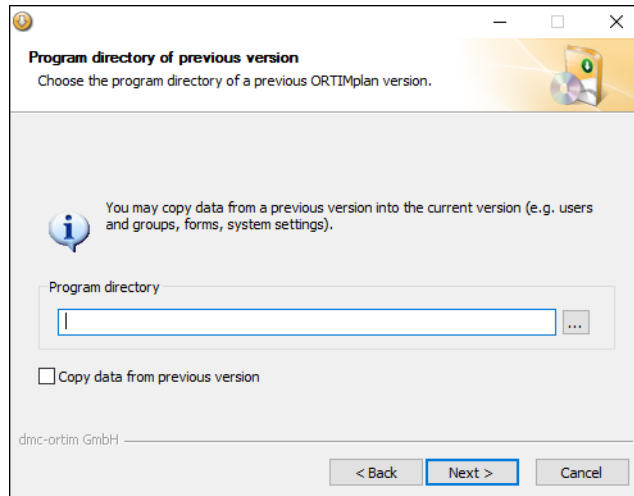 Program directory of previous version
Choose the program directory of a previous ORTIMplan version.
You may copy data from a previous version into the current version (e.g. users
and groups, forms, system settings).
Program directory
...
Copy data from previous version
dmc-ortim GmbH
< Back
Next >
Cancel